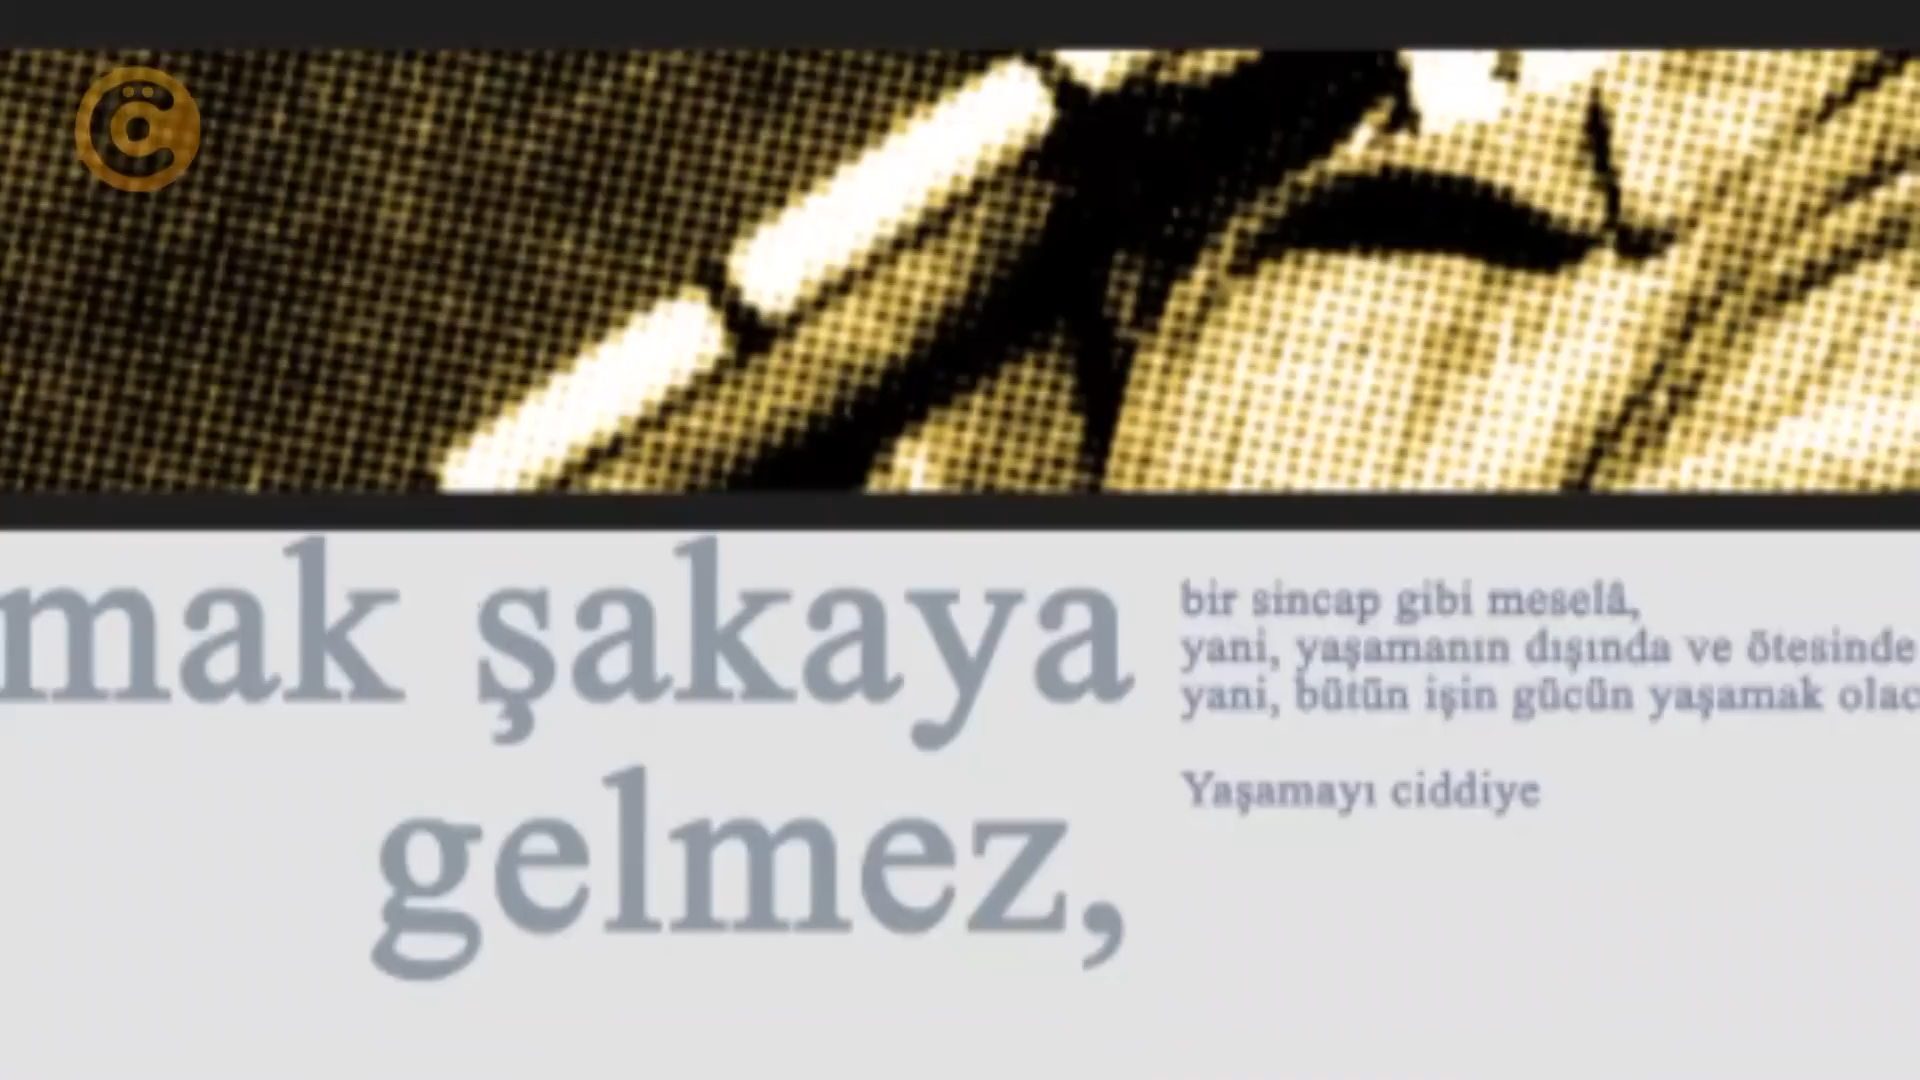 mak şakaya
gelmez,
bir sincap gibi meselâ,
yani, yaşamanın dışında ve ötesinde
yani, bütün işin gücün yaşamak olac
Yaşamayı ciddiye